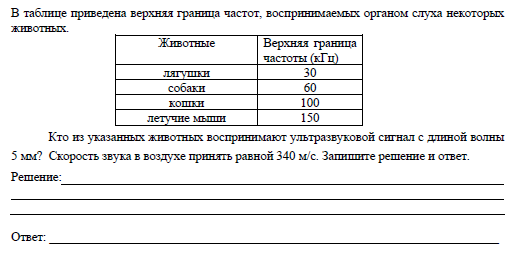 В таблице приведена верхняя граница частот, воспринимаемых органом слуха некоторых
животных.
Животные Верхняя граница
частоты (кГц)
лягушки 30
собаки 60
кошки 100
летучие мыши 150
Кто из указанных животных воспринимают ультразвуковой сигнал с длиной волны
5 мм? Скорость звука в воздухе принять равной 340 м/с. Запишите решение и ответ.
Решение:
Ответ: